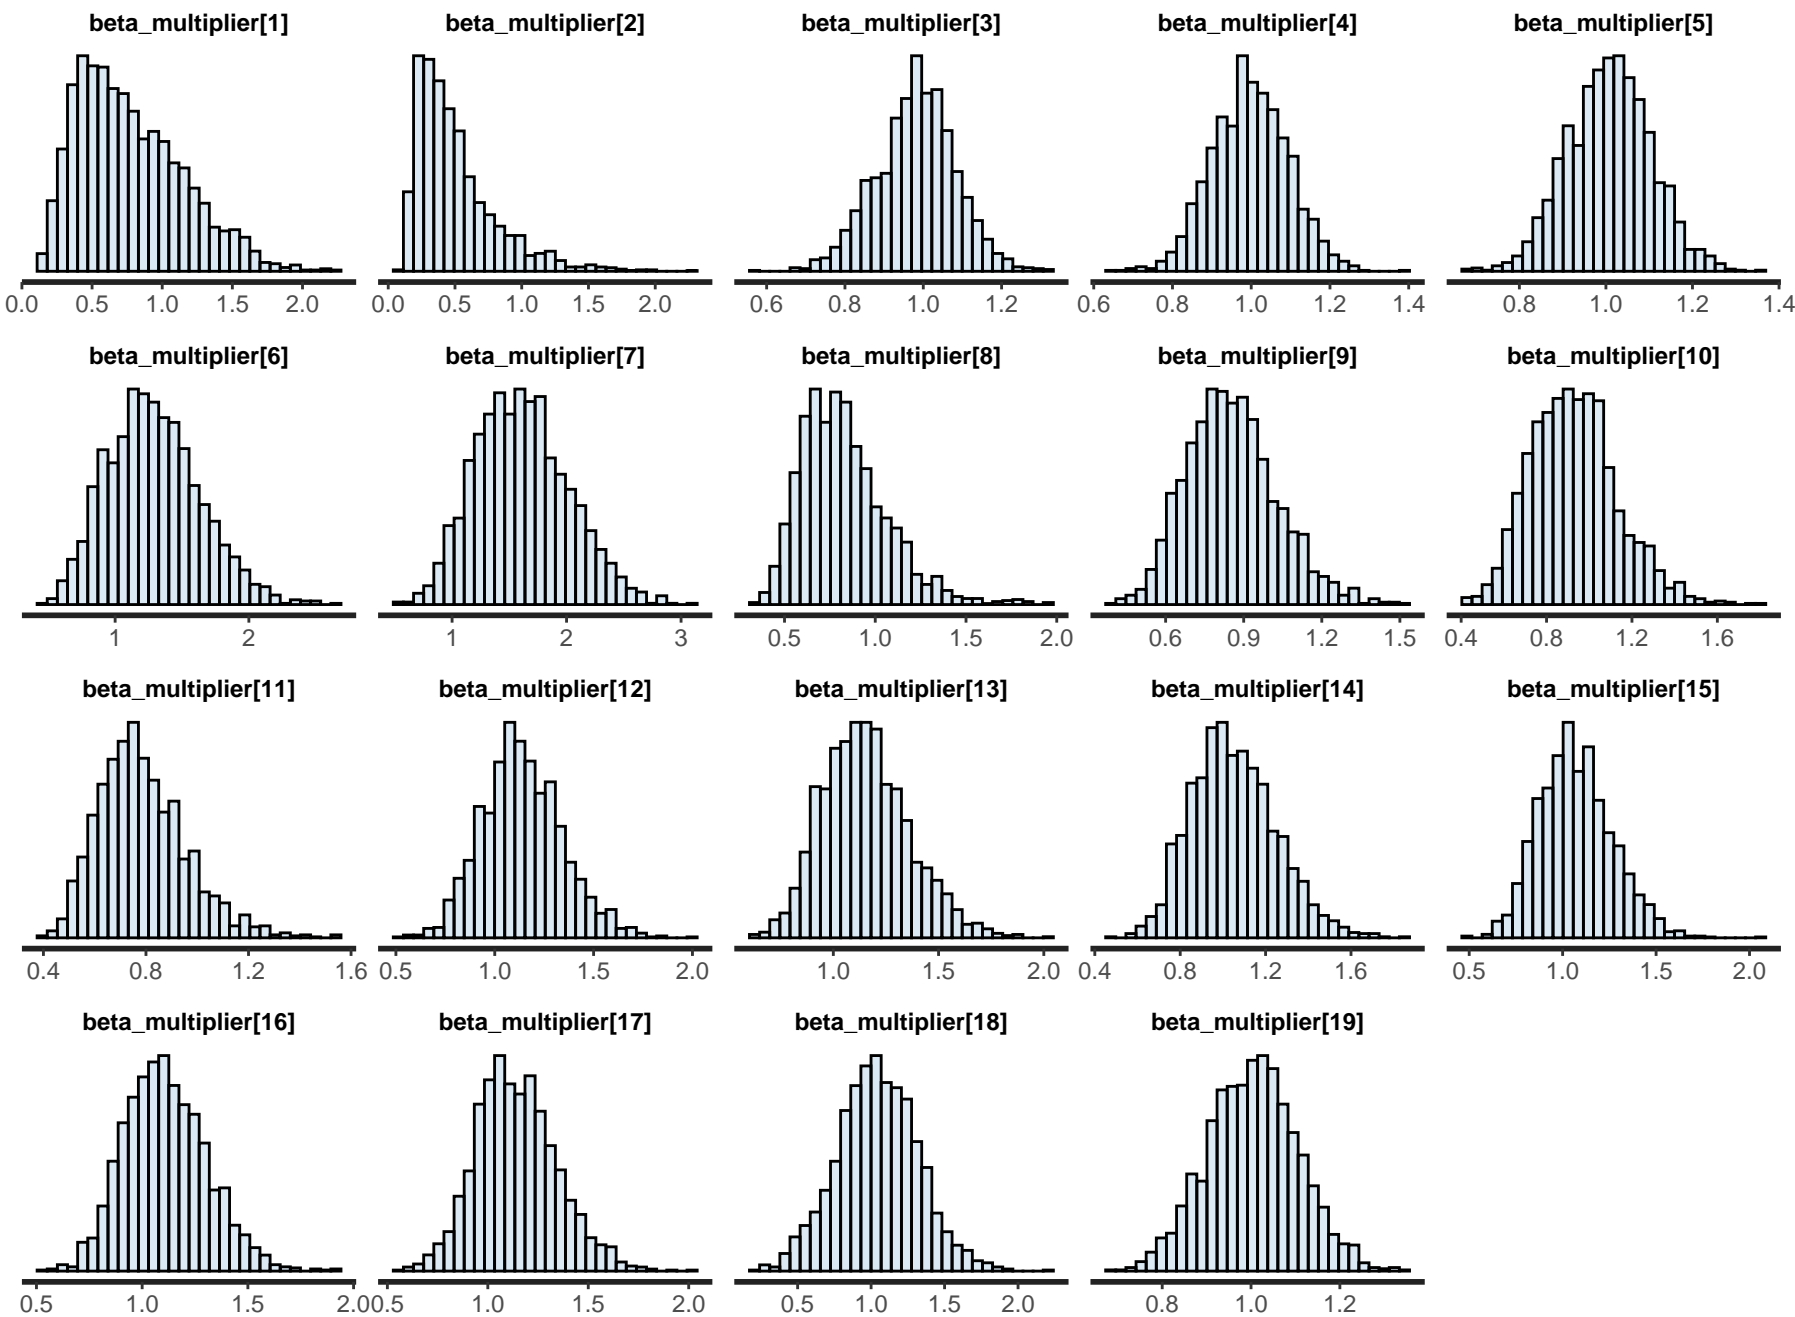 beta_multiplier[1] beta_multiplier[2] beta_multiplier[3] beta_multiplier[4] beta_multiplier[5]
0.0 0.5 1.0 1.5 2.0 0.0 0.5 1.0 1.5 2.0 0.6 0.8 1.0 1.2 0.6 0.8 1.0 1.2 1.4 0.8 1.0 1.2 1.4
beta_multiplier[6] beta_multiplier[7] beta_multiplier[8] beta_multiplier[9] beta_multiplier[10]
1 2 1 2 3 0.5 1.0 1.5 2.0 0.6 0.9 1.2 1.5 0.4 0.8 1.2 1.6
beta_multiplier[11] beta_multiplier[12] beta_multiplier[13] beta_multiplier[14] beta_multiplier[15]
0.4 0.8 1.2 1.6 0.5 1.0 1.5 2.0 1.0 1.5 2.0 0.4 0.8 1.2 1.6 0.5 1.0 1.5 2.0
beta_multiplier[16] beta_multiplier[17] beta_multiplier[18] beta_multiplier[19]
0.5 1.0 1.5 2.0 0.5 1.0 1.5 2.0 0.5 1.0 1.5 2.0 0.8 1.0 1.2